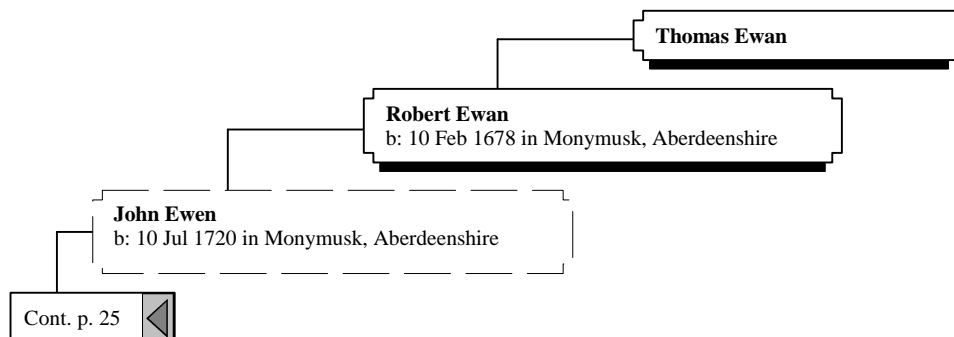 Thomas Ewan
Robert Ewan
b: 10 Feb 1678 in Monymusk, Aberdeenshire
John Ewen
b: 10 Jul 1720 in Monymusk, Aberdeenshire
Cont. p. 25